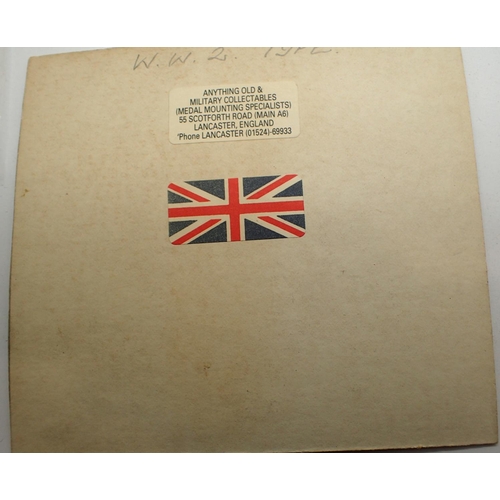 W.W.2. TYPE.
ANYTHING OLD &
MILITARY COLLECTABLES
(MEDAL MOUNTING SPECIALISTS)
55 SCOTFORTH ROAD (MAIN A6)
LANCASTER, ENGLAND
'Phone LANCASTER (01524)-69933